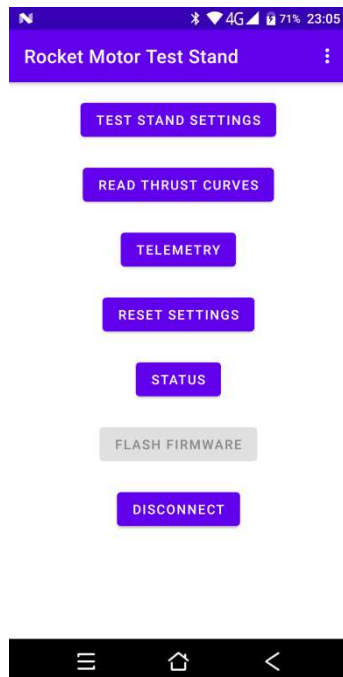 4G 71% 23:05
Rocket Motor Test Stand
TEST STAND SETTINGS
READ THRUST CURVES
TELEMETRY
RESET SETTINGS
STATUS
FLASH FIRMWARE
DISCONNECT